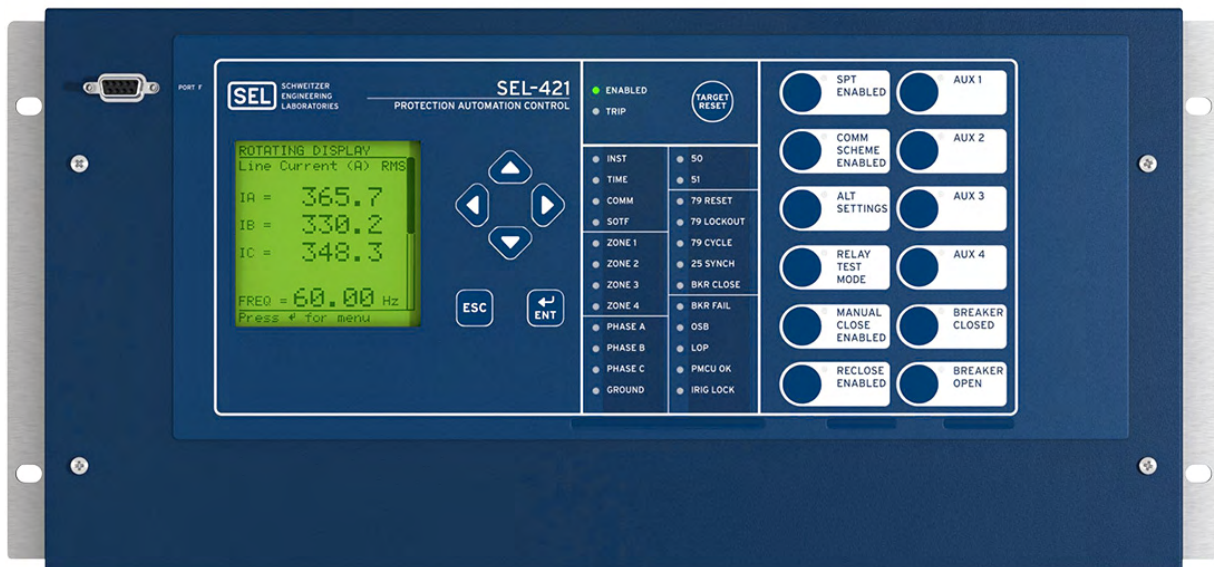 PORT F
SEL
SCHWEITZER
ENGINEERING
LABORATORIES
SEL-421
PROTECTION AUTOMATION CONTROL
ROTATING DISPLAY
Line Current (A) RMS
IA = 365.7
IB = 330.2
IC = 348.3
FREQ = 60.00 Hz
Press ↵ for menu
ESC
↵
ENT
ENABLED
TRIP
TARGET
RESET
INST
TIME
COMM
SOTF
ZONE 1
ZONE 2
ZONE 3
ZONE 4
PHASE A
PHASE B
PHASE C
GROUND
50
51
79 RESET
79 LOCKOUT
79 CYCLE
25 SYNCH
BKR CLOSE
BKR FAIL
OSB
LOP
PMCU OK
IRIG LOCK
SPT
ENABLED
COMM
SCHEME
ENABLED
ALT
SETTINGS
RELAY
TEST
MODE
MANUAL
CLOSE
ENABLED
RECLOSE
ENABLED
AUX 1
AUX 2
AUX 3
AUX 4
BREAKER
CLOSED
BREAKER
OPEN